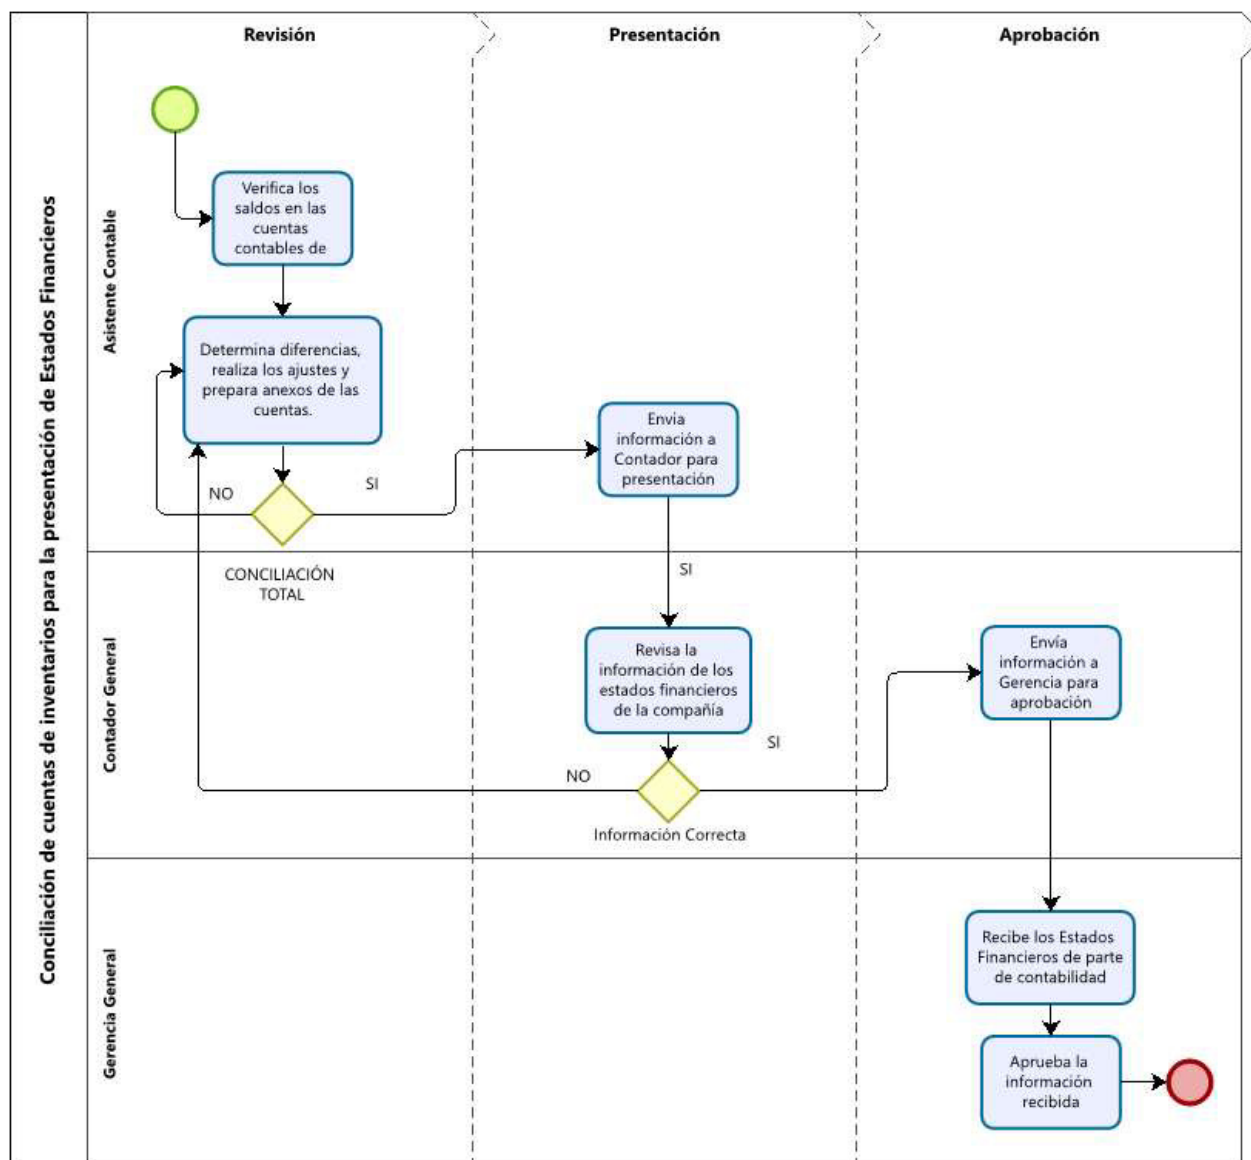 Conciliación de cuentas de inventarios para la presentación de Estados Financieros
Revisión
Presentación
Aprobación
Asistente Contable
Verifica los
saldos en las
cuentas
contables de
Determina diferencias,
realiza los ajustes y
prepara anexos de las
cuentas.
NO
SI
CONCILIACIÓN
TOTAL
Envia
información a
Contador para
presentación
SI
Contador General
Revisa la
información de los
estados financieros
de la compañía
NO
SI
Información Correcta
Envía
información a
Gerencia para
aprobación
Gerencia General
Recibe los Estados
Financieros de parte
de contabilidad
Aprueba la
información
recibida